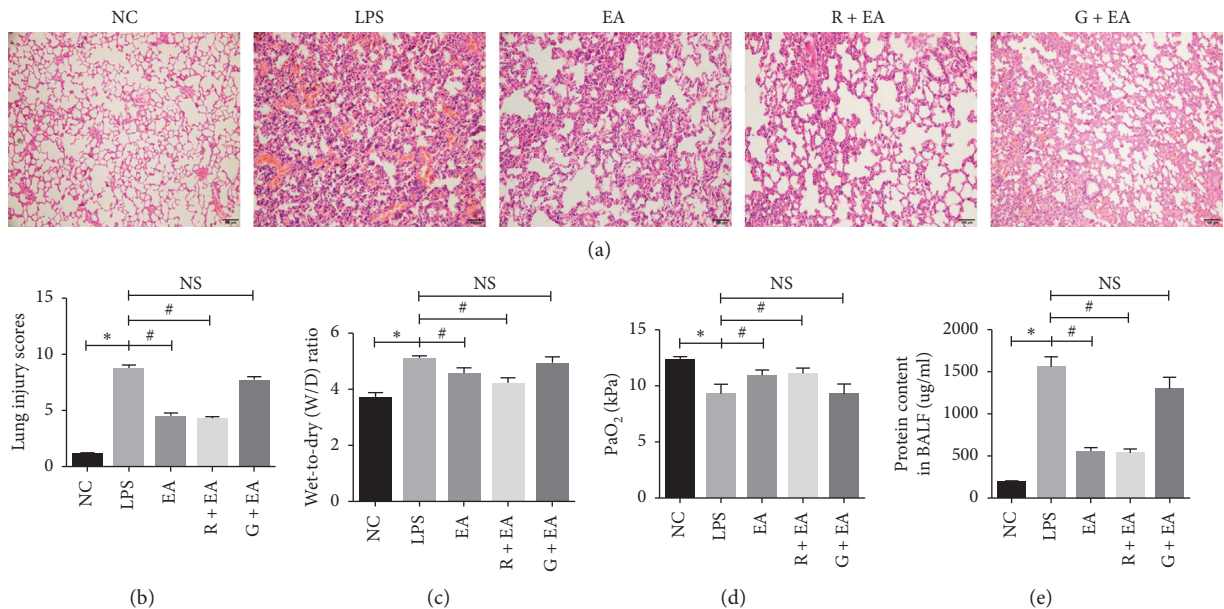 NC LPS EA R + EA G + EA
(a)
NS
#
* #
Lung injury scores
15
10
5
0
NC LPS EA R + EA G + EA
(b)
NS
#
* #
Wet-to-dry (W/D) ratio
6
4
2
0
NC LPS EA R + EA G + EA
(c)
NS
#
* #
PaO₂ (kPa)
15
10
5
0
NC LPS EA R + EA G + EA
(d)
NS
#
* #
Protein content
in BALF (ug/ml)
2000
1500
1000
500
0
NC LPS EA R + EA G + EA
(e)